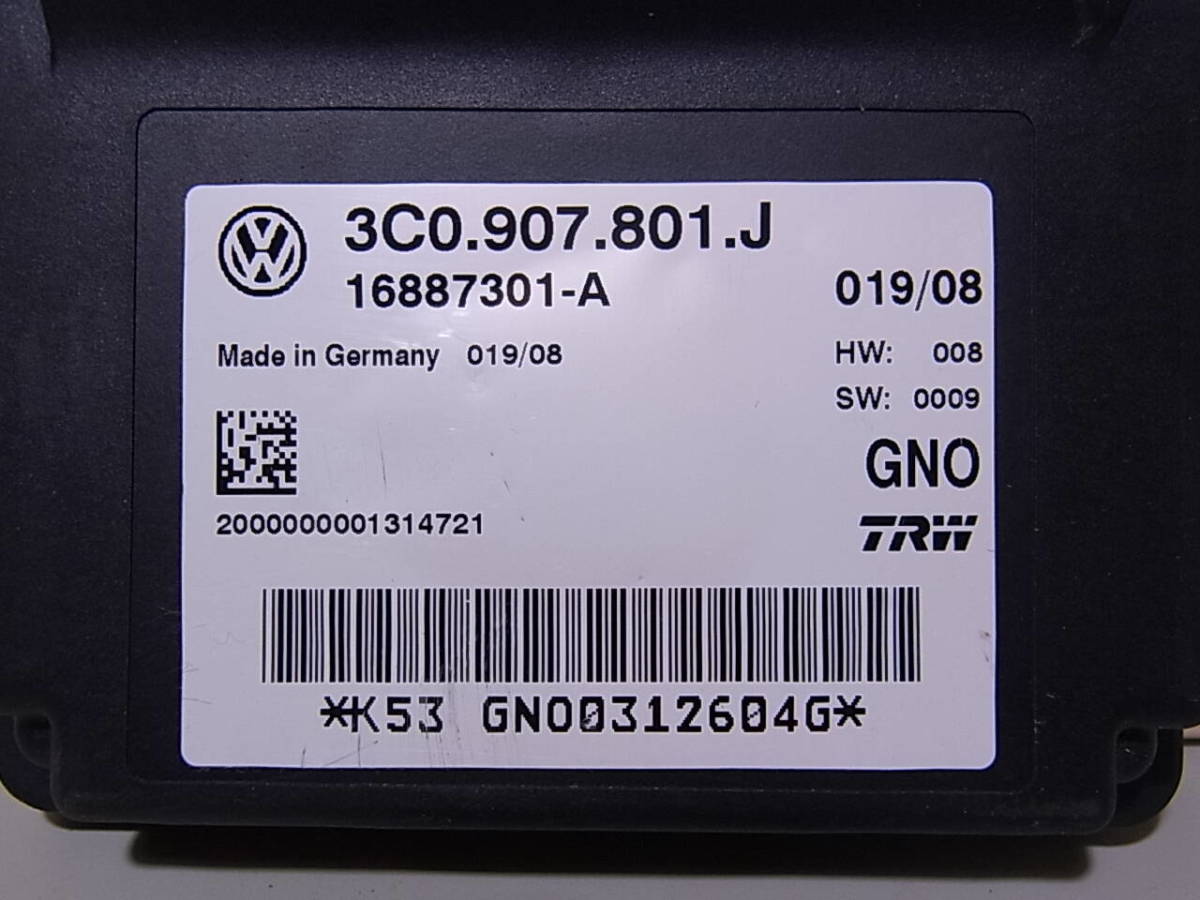 3C0.907.801.J
16887301-A 019/08
Made in Germany 019/08 HW: 008
SW: 0009
GNO
2000000001314721 TRW
*K53 GNO0312604G*